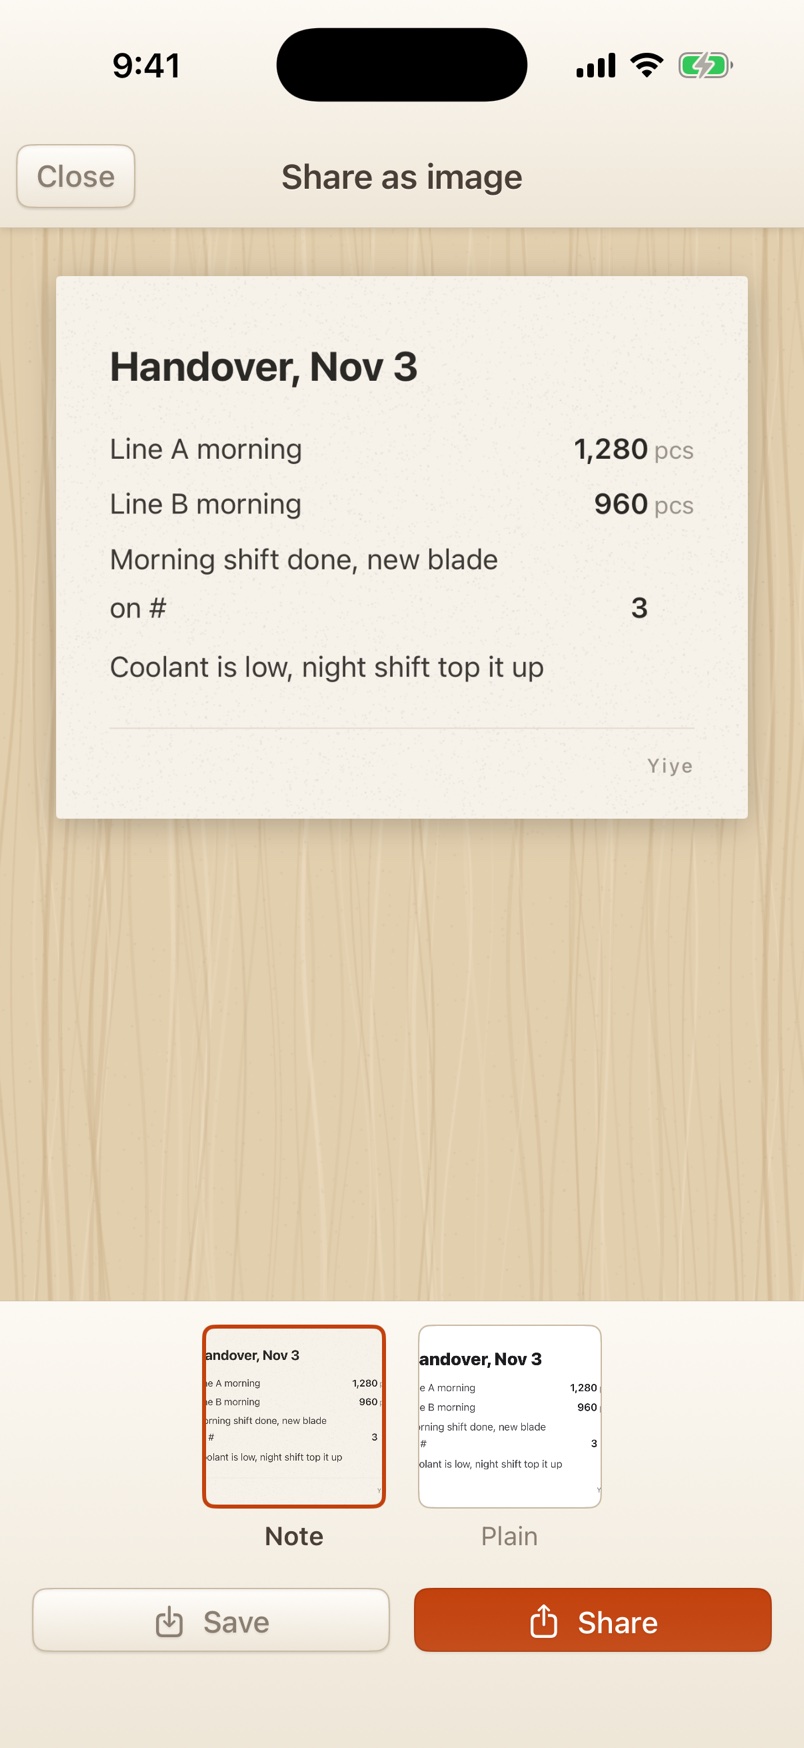 9:41
Close
Share as image
Handover, Nov 3
Line A morning 1,280 pcs
Line B morning 960 pcs
Morning shift done, new blade
on # 3
Coolant is low, night shift top it up
Yiye
andover, Nov 3
e A morning 1,280
e B morning 960
rning shift done, new blade
# 3
olant is low, night shift top it up
Y
andover, Nov 3
e A morning 1,280
e B morning 960
rning shift done, new blade
# 3
olant is low, night shift top it up
Y
Note
Plain
Save
Share